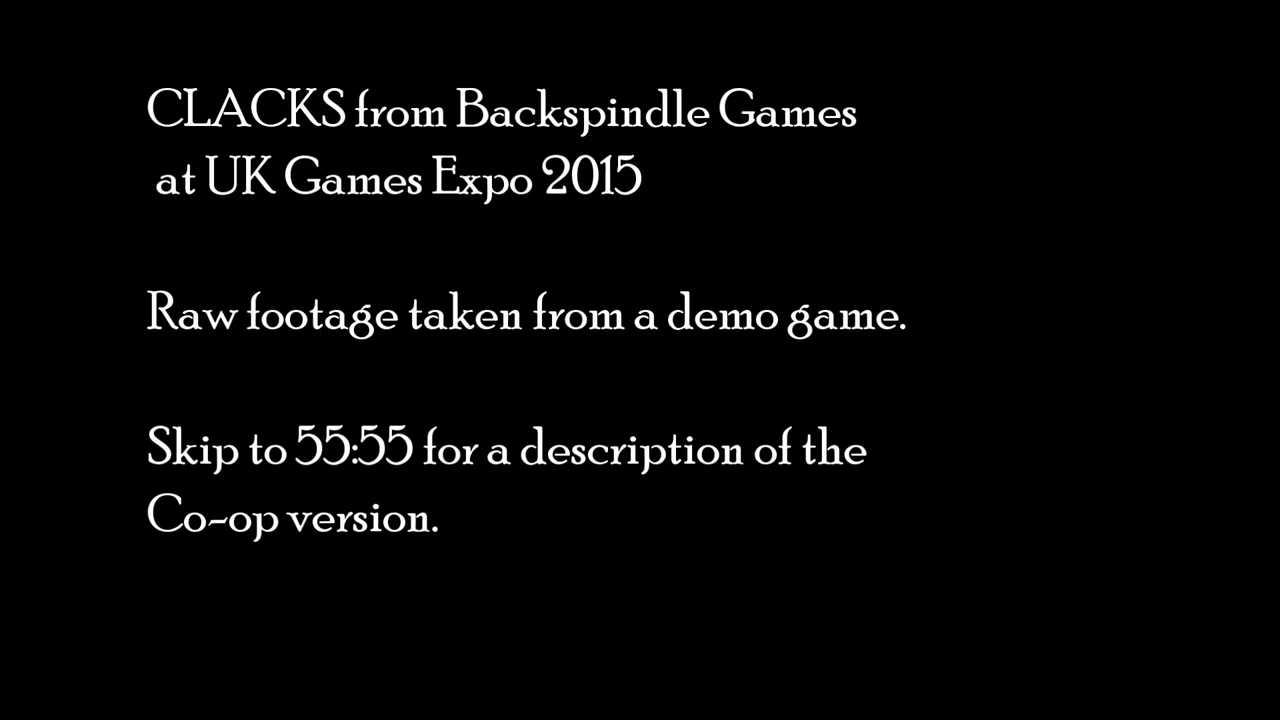 CLACKS from Backspindle Games
at UK Games Expo 2015
Raw footage taken from a demo game.
Skip to 55:55 for a description of the
Co-op version.